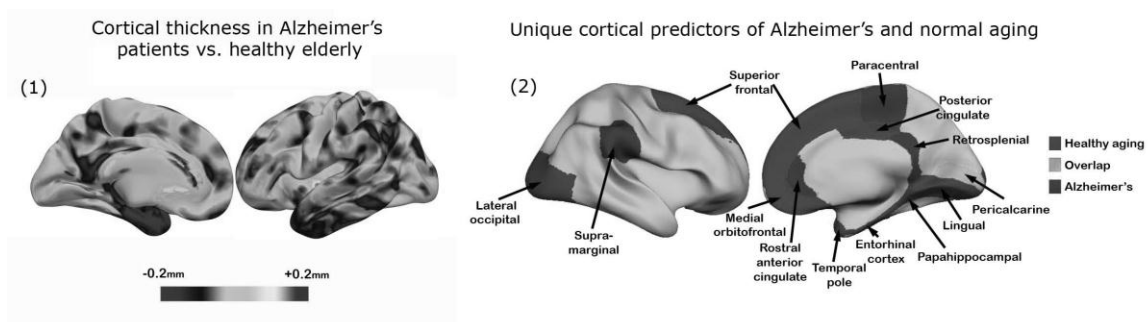 Cortical thickness in Alzheimer's
patients vs. healthy elderly
(1)
-0.2mm
+0.2mm
Unique cortical predictors of Alzheimer's and normal aging
(2)
Superior
frontal
Paracentral
Posterior
cingulate
Retrosplenial
Healthy aging
Overlap
Alzheimer's
Lateral
occipital
Supra-
marginal
Medial
orbitofrontal
Rostral
anterior
cingulate
Temporal
pole
Entorhinal
cortex
Papahippocampal
Lingual
Pericalcarine